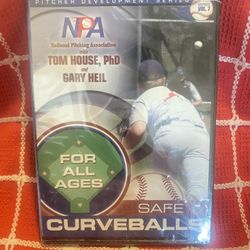 PITCHER DEVELOPMENT SERIES
VOL. 7
NPA
National Pitching Association
with
TOM HOUSE, PhD
and
GARY HEIL
FOR ALL
AGES
SAFE
CURVEBALLS